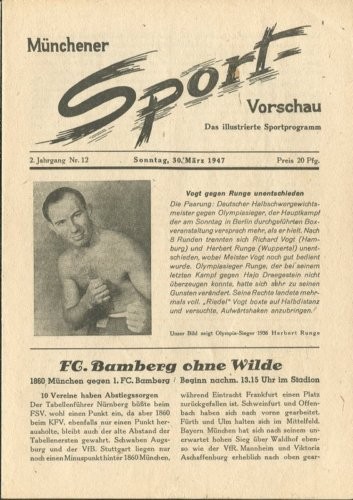 Münchener
Sport-
Vorschau
Das illustrierte Sportprogramm
2. Jahrgang Nr. 12 Sonntag, 30. März 1947 Preis 20 Pfg.
Vogt gegen Runge unentschieden
Die Paarung: Deutscher Halbschwergewichts-
meister gegen Olympiasieger, der Hauptkampf
der am Sonntag in Berlin durchgeführten Box-
veranstaltung versprach mehr, als er hielt. Nach
8 Runden trennten sich Richard Vogt (Ham-
burg) und Herbert Runge (Wuppertal) unent-
schieden, wobei Meister Vogt noch gut bedient
wurde. Olympiasieger Runge, der bei seinem
letzten Kampf gegen Hajo Draegestein nicht
überzeugen konnte, hatte sich sehr zu seinen
Gunsten verändert. Seine Rechte landete mehr-
mals voll. „Riedel" Vogt boxte auf Halbdistanz
und versuchte, Aufwärtshaken anzubringen.
Unser Bild zeigt Olympia-Sieger 1936 Herbert Runge
FC. Bamberg ohne Wilde
1860 München gegen 1. FC. Bamberg / Beginn nachm. 13.15 Uhr im Stadion
10 Vereine haben Abstiegssorgen
Der Tabellenführer Nürnberg büßte beim
FSV. wohl einen Punkt ein, da aber 1860
beim KFV. ebenfalls nur einen Punkt her-
ausholte, bleibt auch der alte Abstand der
Tabellenersten gewahrt. Schwaben Augs-
burg und der VfB. Stuttgart liegen nur
noch einen Minuspunkt hinter 1860 München,
während Eintracht Frankfurt einen Platz
zurückgefallen ist. Schweinfurt und Offen-
bach haben sich nach vorne gearbeitet.
Fürth und Ulm halten sich im Mittelfeld.
Bayern München hat sich nach seinem un-
erwartet hohen Sieg über Waldhof eben-
so wie der VfR. Mannheim und Viktoria
Aschaffenburg erheblich nach oben gear-